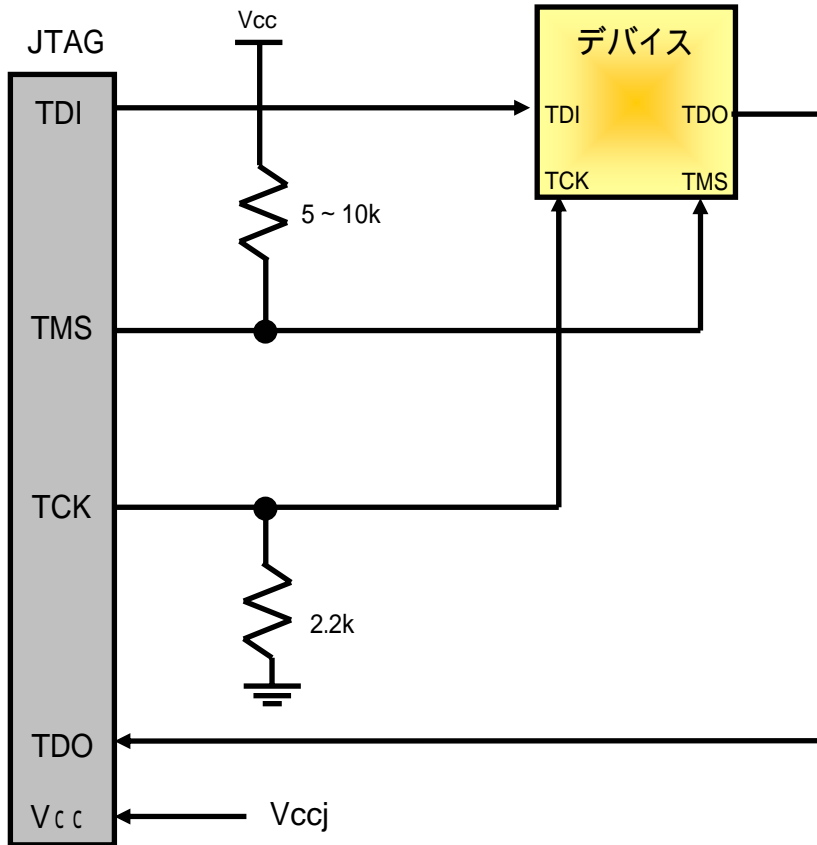 Vcc
JTAG
デバイス
TDI
TDI
TDO
TCK
TMS
5 ~ 10k
TMS
TCK
2.2k
TDO
Vcc
Vccj